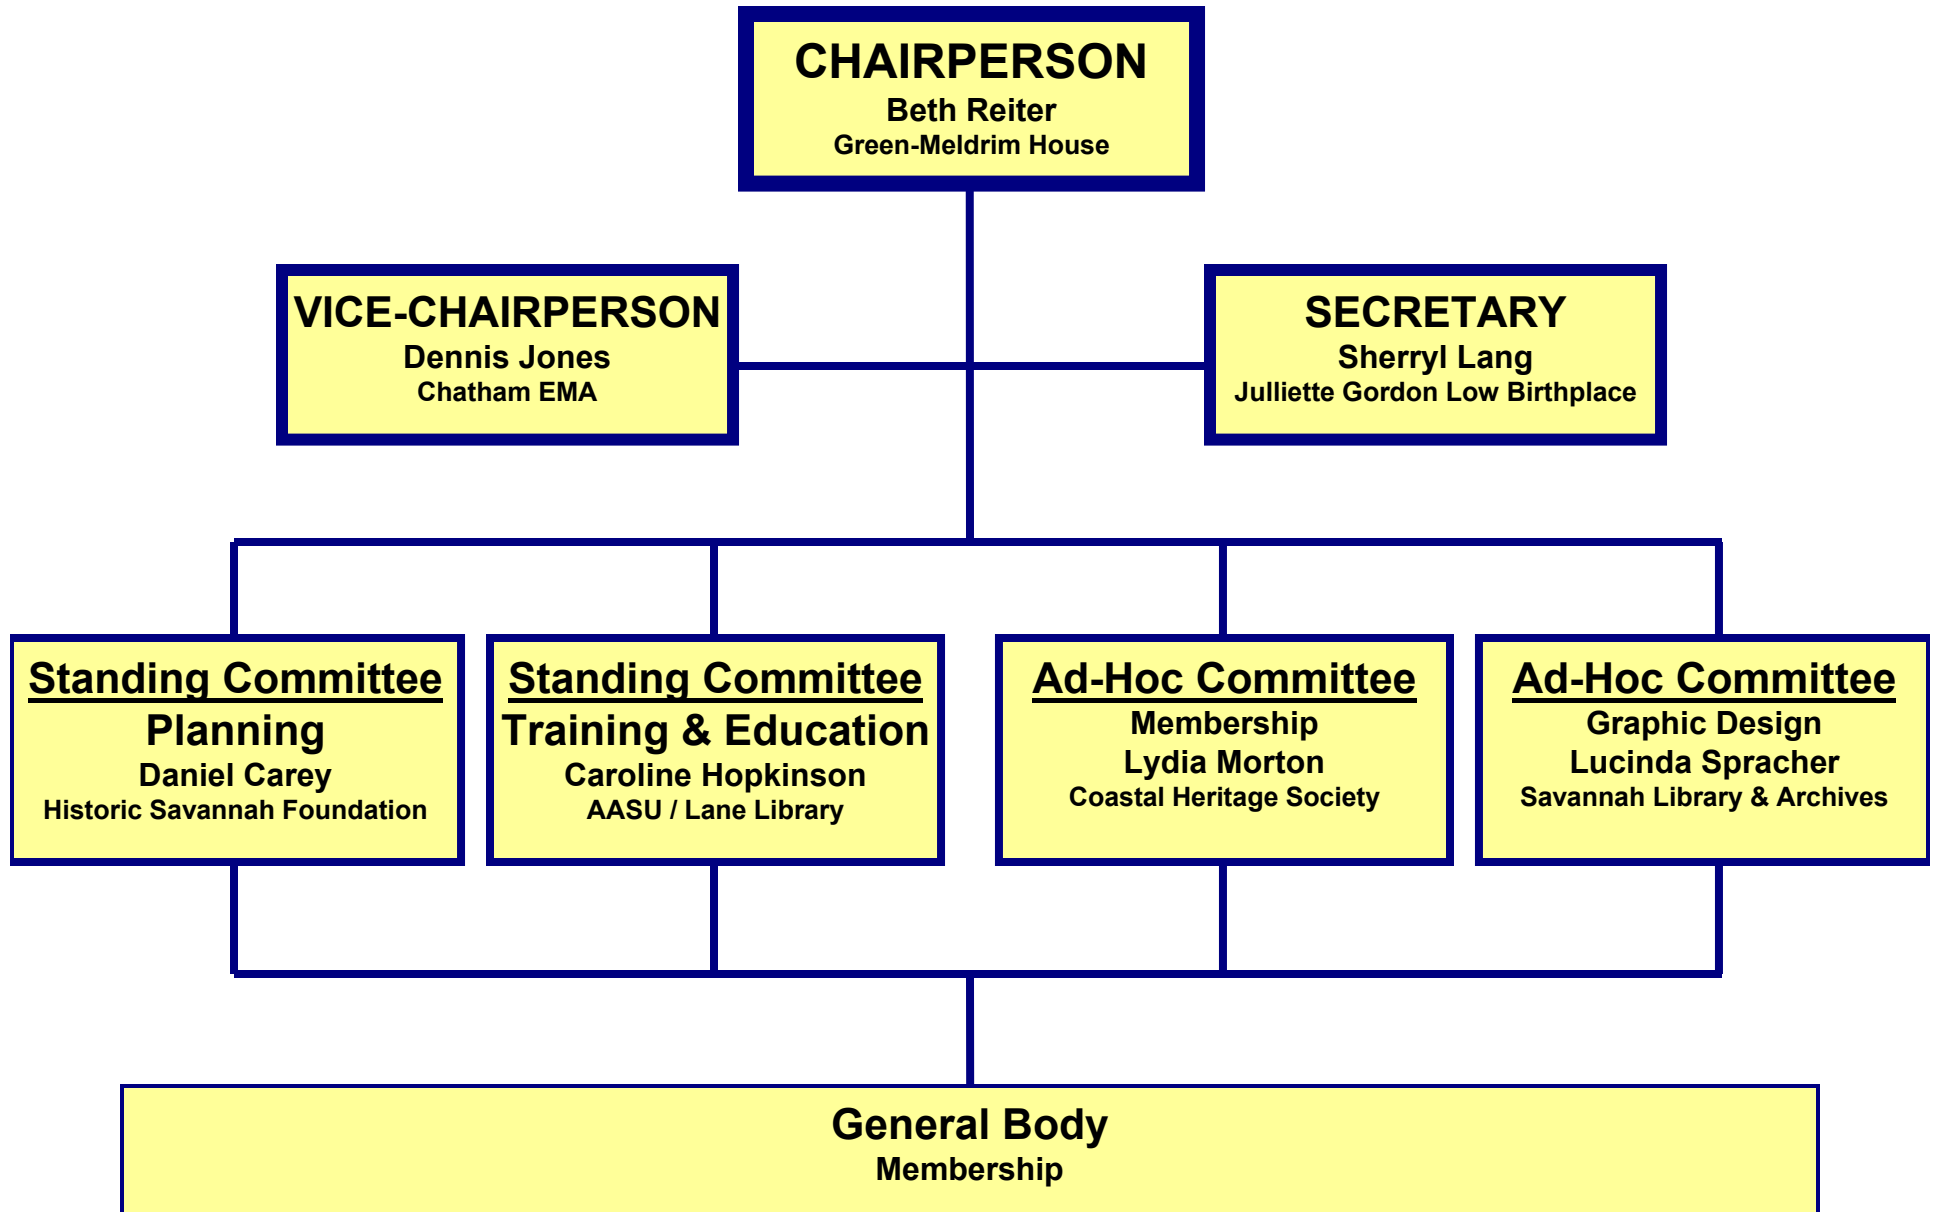 CHAIRPERSON
Beth Reiter
Green-Meldrim House
VICE-CHAIRPERSON
Dennis Jones
Chatham EMA
SECRETARY
Sherryl Lang
Julliette Gordon Low Birthplace
Standing Committee
Planning
Daniel Carey
Historic Savannah Foundation
Standing Committee
Training & Education
Caroline Hopkinson
AASU / Lane Library
Ad-Hoc Committee
Membership
Lydia Morton
Coastal Heritage Society
Ad-Hoc Committee
Graphic Design
Lucinda Spracher
Savannah Library & Archives
General Body
Membership